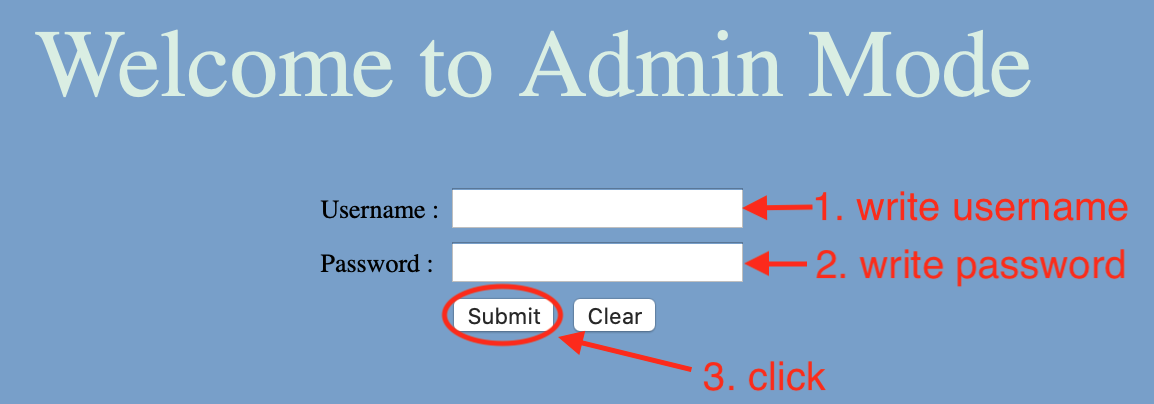 Welcome to Admin Mode
Username : 1. write username
Password : 2. write password
Submit Clear
3. click